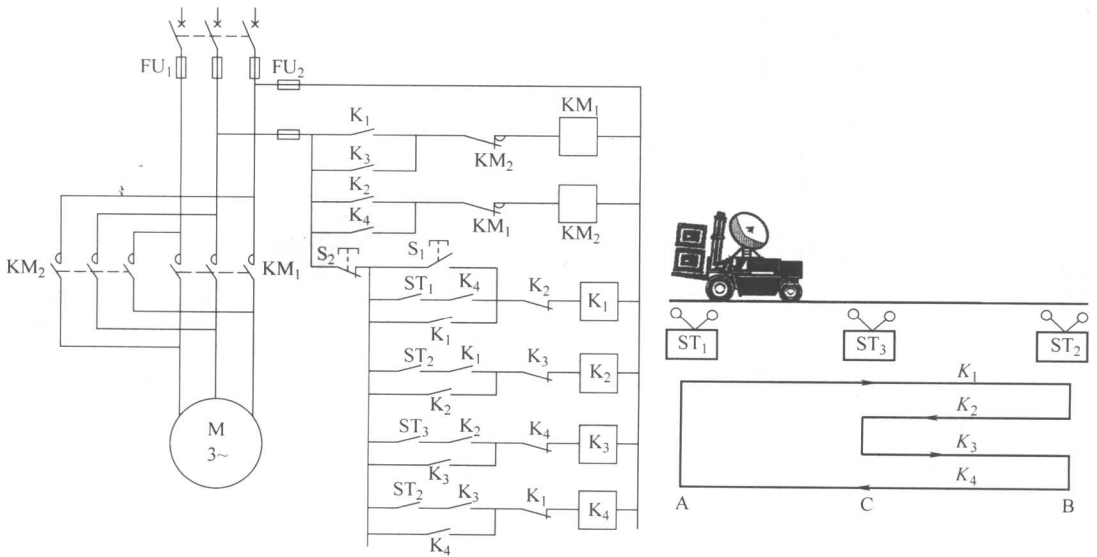 FU₁ FU₂
K₁ KM₁
K₃ KM₂
K₂
K₄ KM₁ KM₂
S₂ S₁
KM₂ KM₁
ST₁ K₄ K₂ K₁
K₁
ST₂ K₁ K₃ K₂
K₂
M
3~
ST₃ K₂ K₄ K₃
K₃
ST₂ K₃ K₁ K₄
K₄
ST₁ ST₃ ST₂
K₁
K₂
K₃
K₄
A C B